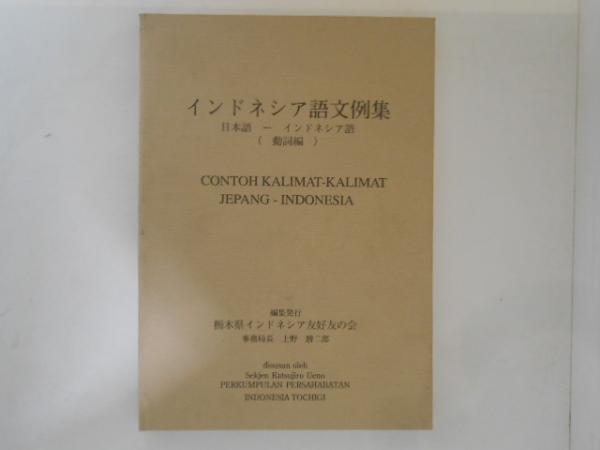 インドネシア語文例集
日本語 ー インドネシア語
( 動詞編 )
CONTOH KALIMAT-KALIMAT
JEPANG - INDONESIA
編集発行
栃木県インドネシア友好友の会
事務局長 上野 勝二郎
disusun oleh
Sekjen Katsujiro Ueno
PERKUMPULAN PERSAHABATAN
INDONESIA TOCHIGI